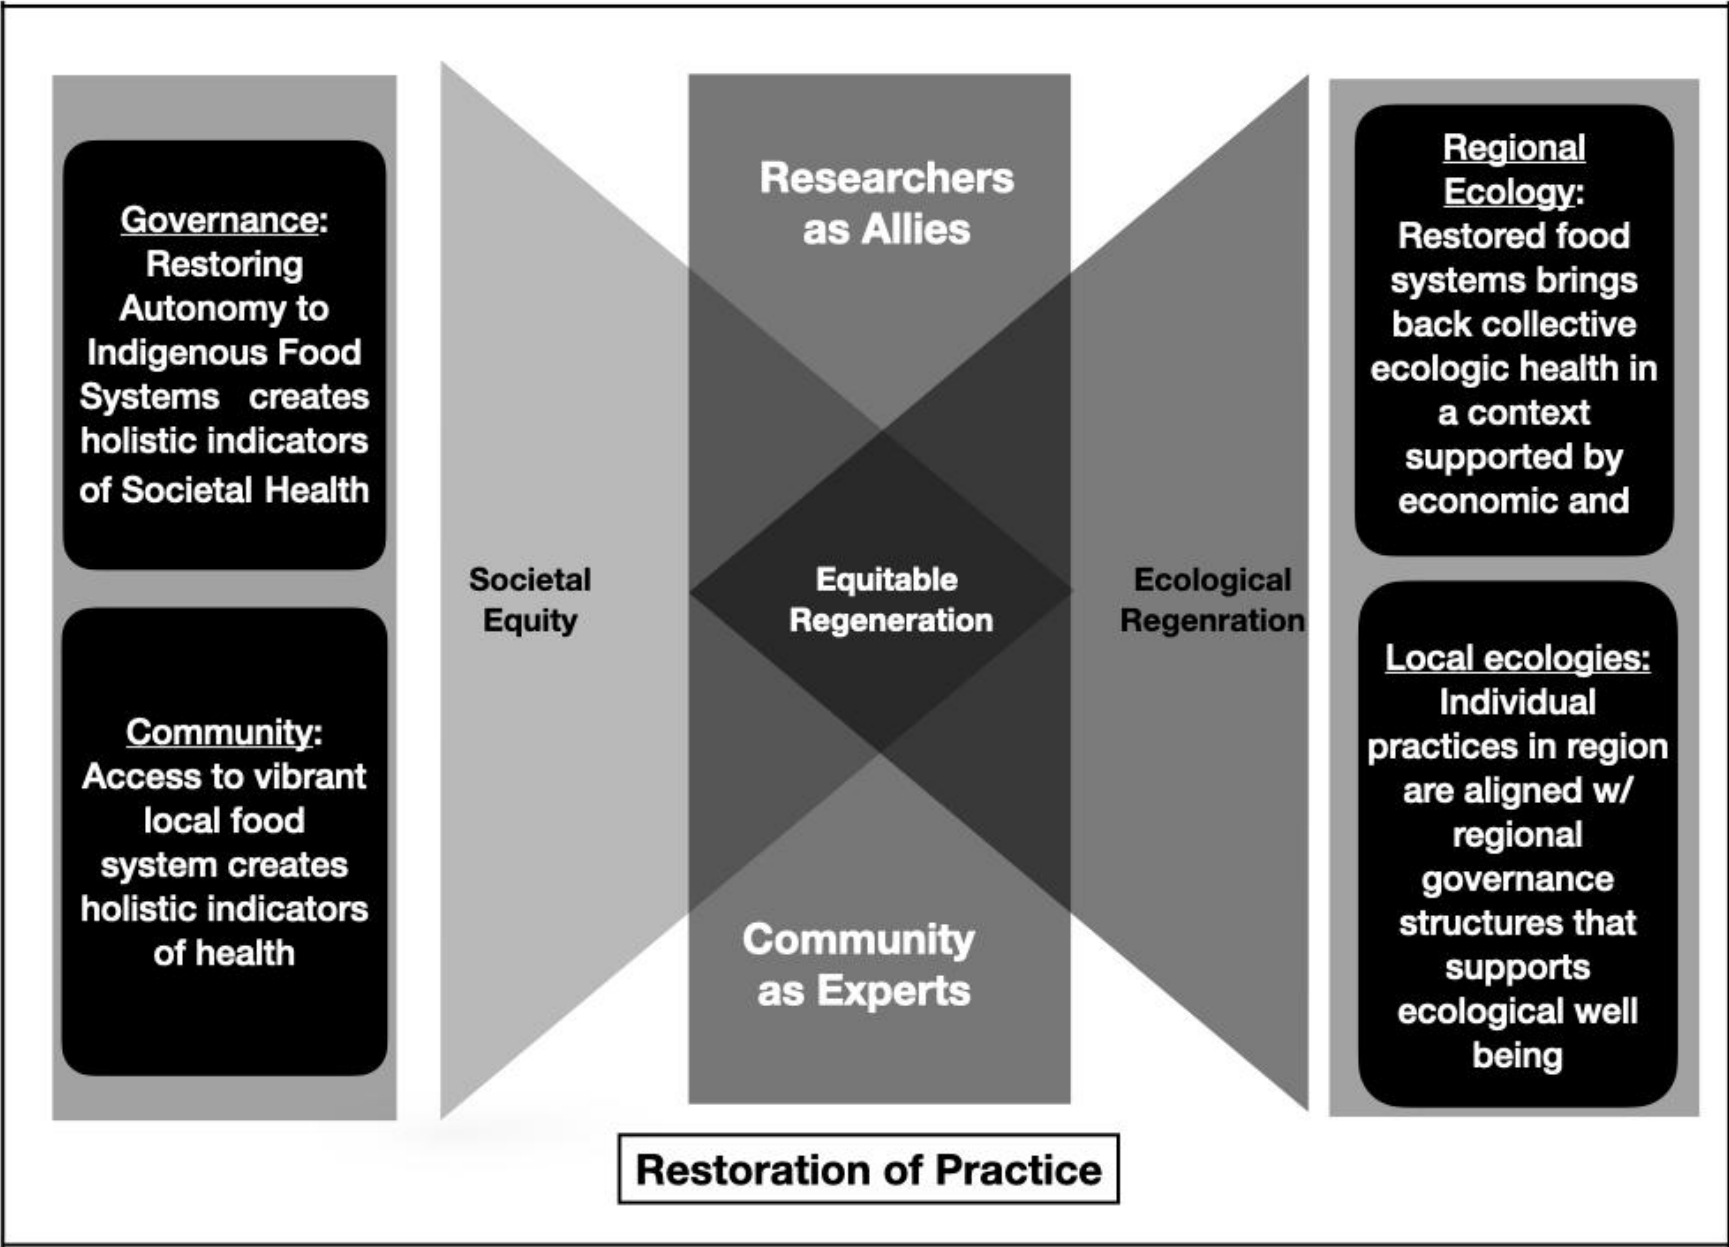 Governance:
Restoring
Autonomy to
Indigenous Food
Systems creates
holistic indicators
of Societal Health
Community:
Access to vibrant
local food
system creates
holistic indicators
of health
Societal
Equity
Researchers
as Allies
Equitable
Regeneration
Community
as Experts
Ecological
Regenration
Regional
Ecology:
Restored food
systems brings
back collective
ecologic health in
a context
supported by
economic and
Local ecologies:
Individual
practices in region
are aligned w/
regional
governance
structures that
supports
ecological well
being
Restoration of Practice